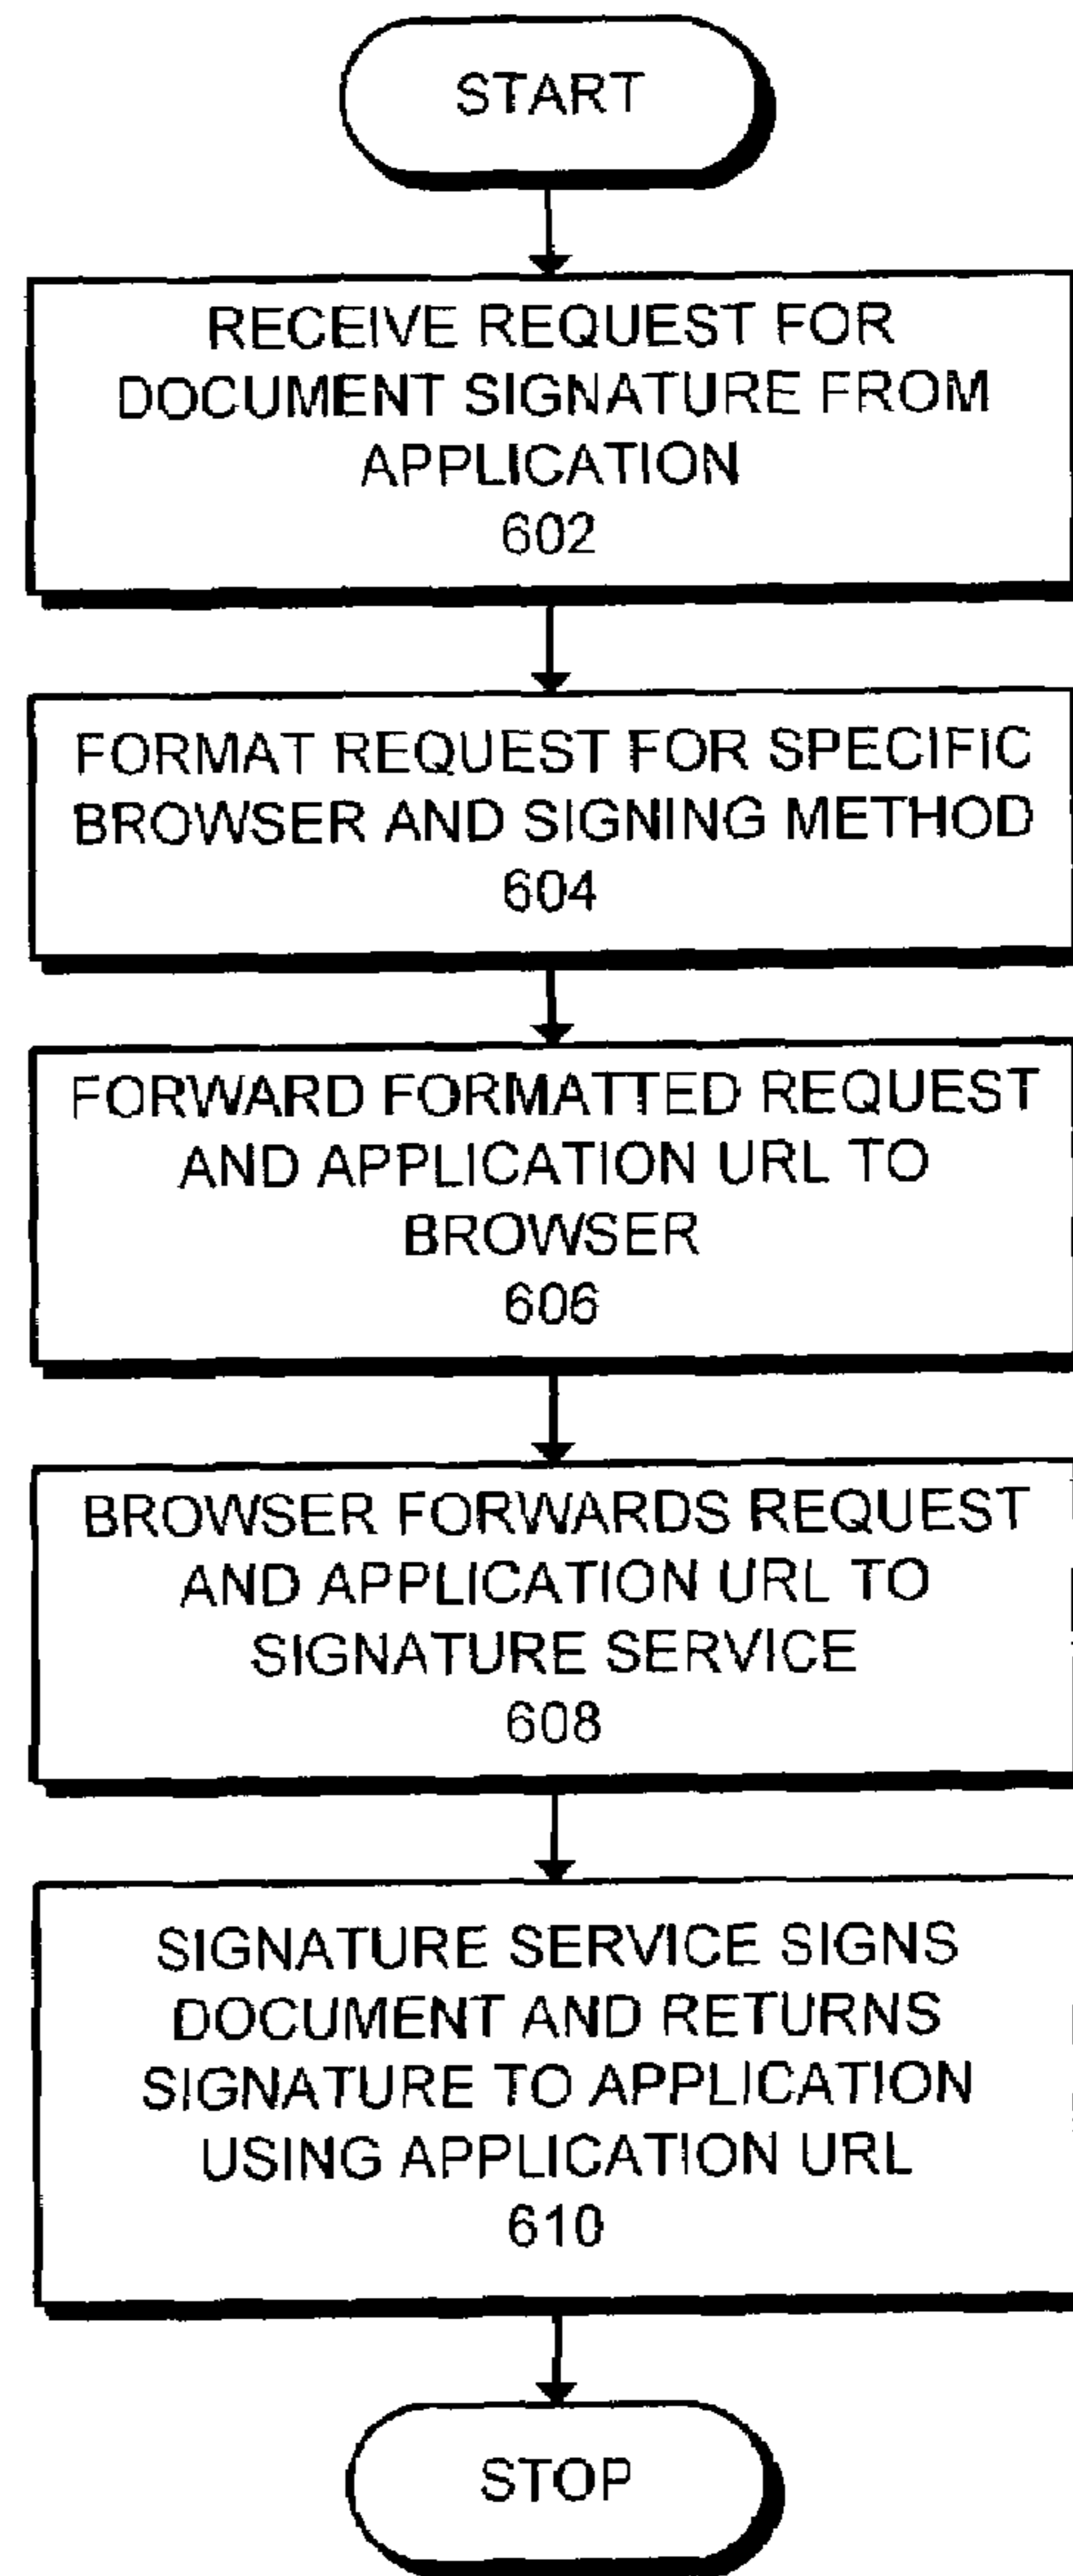 START
RECEIVE REQUEST FOR
DOCUMENT SIGNATURE FROM
APPLICATION
602
FORMAT REQUEST FOR SPECIFIC
BROWSER AND SIGNING METHOD
604
FORWARD FORMATTED REQUEST
AND APPLICATION URL TO
BROWSER
606
BROWSER FORWARDS REQUEST
AND APPLICATION URL TO
SIGNATURE SERVICE
608
SIGNATURE SERVICE SIGNS
DOCUMENT AND RETURNS
SIGNATURE TO APPLICATION
USING APPLICATION URL
610
STOP